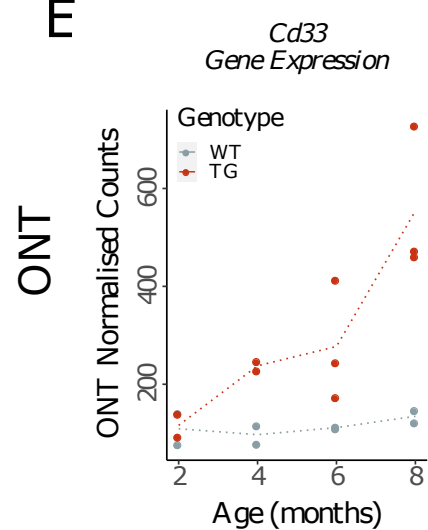 E
Cd33
Gene Expression
Genotype
WT
TG
ONT
ONT Normalised Counts
600
400
200
2 4 6 8
Age (months)